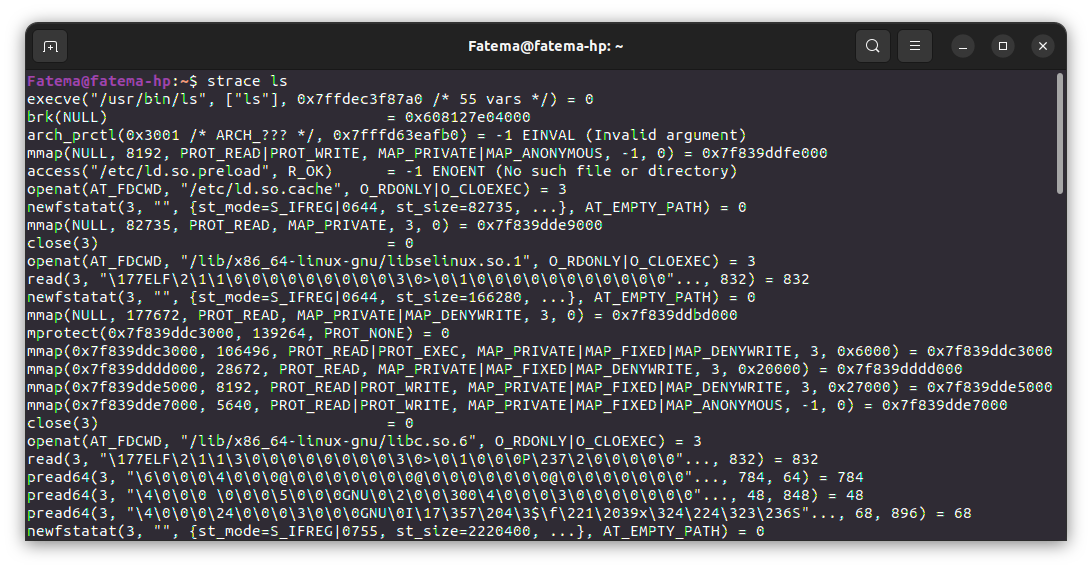 Fatema@fatema-hp: ~
Fatema@fatema-hp:~$ strace ls
execve("/usr/bin/ls", ["ls"], 0x7ffdec3f87a0 /* 55 vars */) = 0
brk(NULL)                               = 0x608127e04000
arch_prctl(0x3001 /* ARCH_??? */, 0x7fffd63eafb0) = -1 EINVAL (Invalid argument)
mmap(NULL, 8192, PROT_READ|PROT_WRITE, MAP_PRIVATE|MAP_ANONYMOUS, -1, 0) = 0x7f839ddfe000
access("/etc/ld.so.preload", R_OK)      = -1 ENOENT (No such file or directory)
openat(AT_FDCWD, "/etc/ld.so.cache", O_RDONLY|O_CLOEXEC) = 3
newfstatat(3, "", {st_mode=S_IFREG|0644, st_size=82735, ...}, AT_EMPTY_PATH) = 0
mmap(NULL, 82735, PROT_READ, MAP_PRIVATE, 3, 0) = 0x7f839dde9000
close(3)                                = 0
openat(AT_FDCWD, "/lib/x86_64-linux-gnu/libselinux.so.1", O_RDONLY|O_CLOEXEC) = 3
read(3, "\177ELF\2\1\1\0\0\0\0\0\0\0\0\0\3\0>\0\1\0\0\0\0\0\0\0\0\0\0\0"..., 832) = 832
newfstatat(3, "", {st_mode=S_IFREG|0644, st_size=166280, ...}, AT_EMPTY_PATH) = 0
mmap(NULL, 177672, PROT_READ, MAP_PRIVATE|MAP_DENYWRITE, 3, 0) = 0x7f839ddbd000
mprotect(0x7f839ddc3000, 139264, PROT_NONE) = 0
mmap(0x7f839ddc3000, 106496, PROT_READ|PROT_EXEC, MAP_PRIVATE|MAP_FIXED|MAP_DENYWRITE, 3, 0x6000) = 0x7f839ddc3000
mmap(0x7f839dddd000, 28672, PROT_READ, MAP_PRIVATE|MAP_FIXED|MAP_DENYWRITE, 3, 0x20000) = 0x7f839dddd000
mmap(0x7f839dde5000, 8192, PROT_READ|PROT_WRITE, MAP_PRIVATE|MAP_FIXED|MAP_DENYWRITE, 3, 0x27000) = 0x7f839dde5000
mmap(0x7f839dde7000, 5640, PROT_READ|PROT_WRITE, MAP_PRIVATE|MAP_FIXED|MAP_ANONYMOUS, -1, 0) = 0x7f839dde7000
close(3)                                = 0
openat(AT_FDCWD, "/lib/x86_64-linux-gnu/libc.so.6", O_RDONLY|O_CLOEXEC) = 3
read(3, "\177ELF\2\1\1\3\0\0\0\0\0\0\0\0\3\0>\0\1\0\0\0P\237\2\0\0\0\0\0"..., 832) = 832
pread64(3, "\6\0\0\0\4\0\0\0@\0\0\0\0\0\0\0@\0\0\0\0\0\0\0@\0\0\0\0\0\0\0"..., 784, 64) = 784
pread64(3, "\4\0\0\0 \0\0\0\5\0\0\0GNU\0\2\0\0\300\4\0\0\0\3\0\0\0\0\0\0\0"..., 48, 848) = 48
pread64(3, "\4\0\0\0\24\0\0\0\3\0\0\0GNU\0I\17\357\204\3$\f\221\2039x\324\224\323\236S"..., 68, 896) = 68
newfstatat(3, "", {st_mode=S_IFREG|0755, st_size=2220400, ...}, AT_EMPTY_PATH) = 0